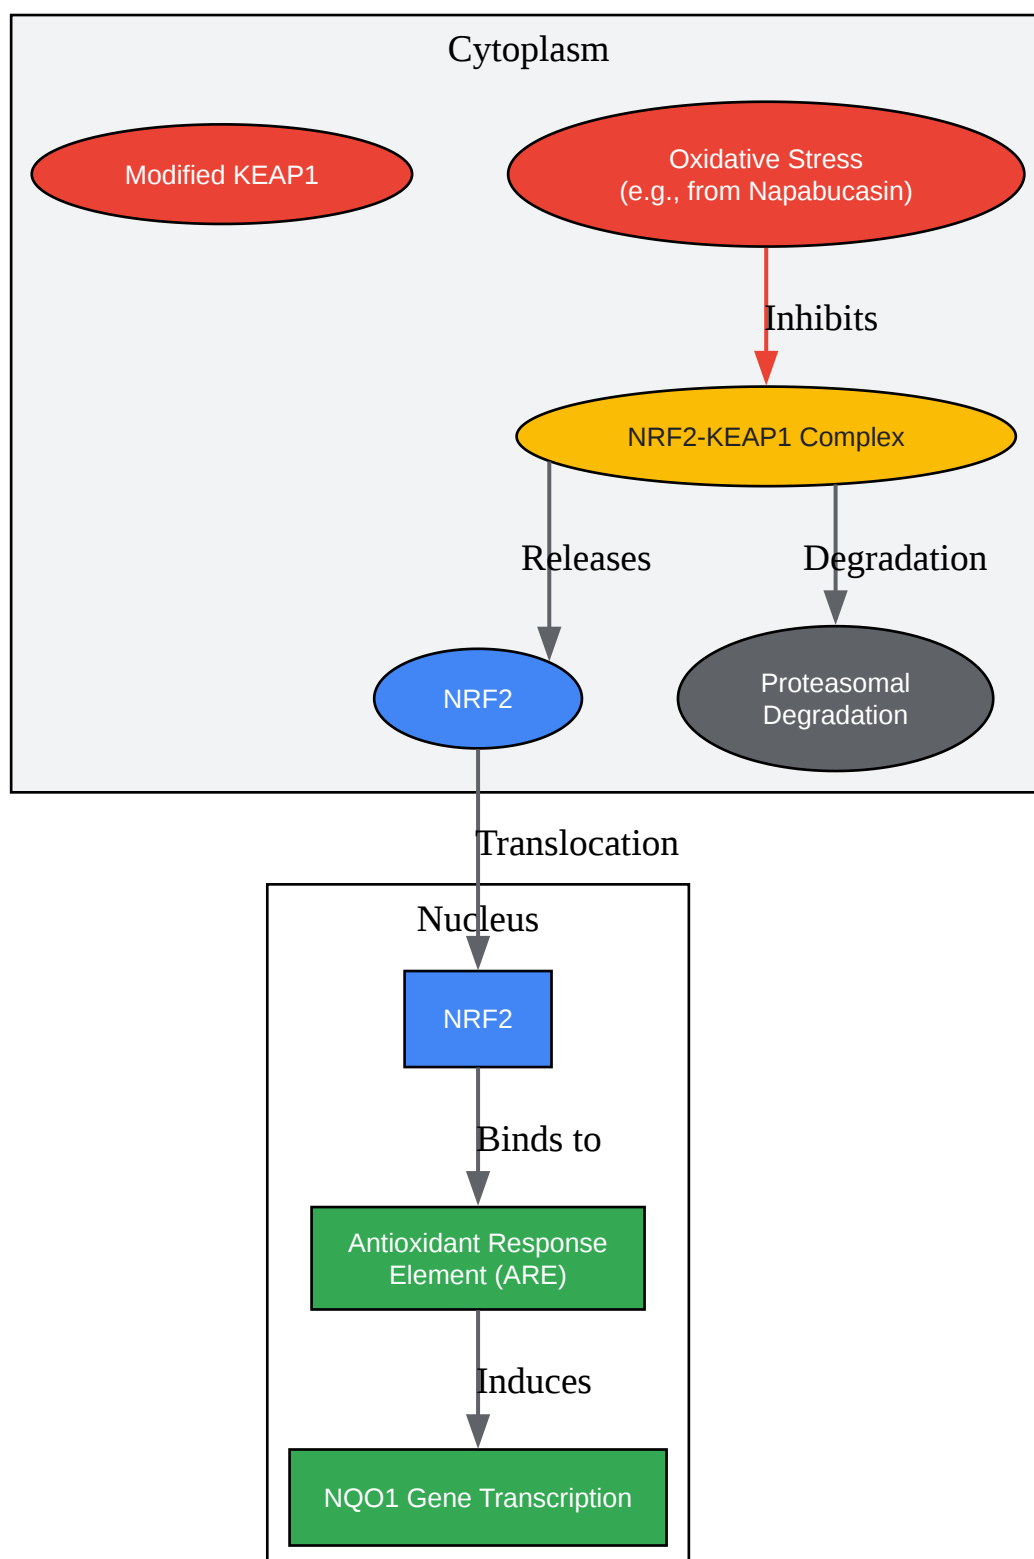 Cytoplasm
Modified KEAP1
Oxidative Stress
(e.g., from Napabucasin)
Inhibits
NRF2-KEAP1 Complex
Releases
Degradation
NRF2
Proteasomal
Degradation
Translocation
Nucleus
NRF2
Binds to
Antioxidant Response
Element (ARE)
Induces
NQO1 Gene Transcription